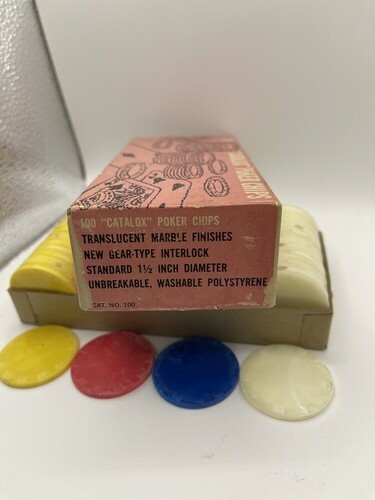 100 "CATALOX" POKER CHIPS
TRANSLUCENT MARBLE FINISHES
NEW GEAR-TYPE INTERLOCK
STANDARD 1½ INCH DIAMETER
UNBREAKABLE, WASHABLE POLYSTYRENE
CAT. NO. 100